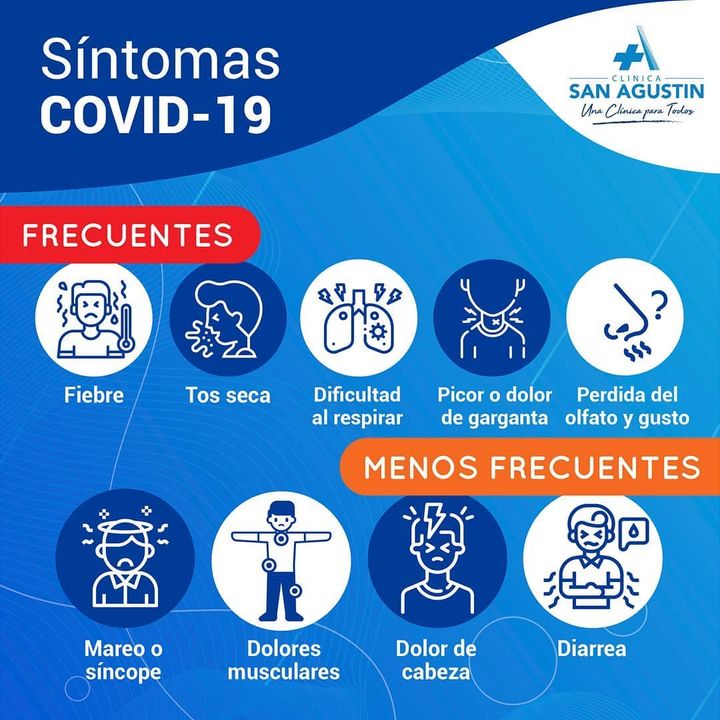 Síntomas
COVID-19
CLINICA
SAN AGUSTIN
Una Clínica para Todos
FRECUENTES
Fiebre
Tos seca
Dificultad
al respirar
Picor o dolor
de garganta
Perdida del
olfato y gusto
?
MENOS FRECUENTES
Mareo o
síncope
Dolores
musculares
Dolor de
cabeza
Diarrea